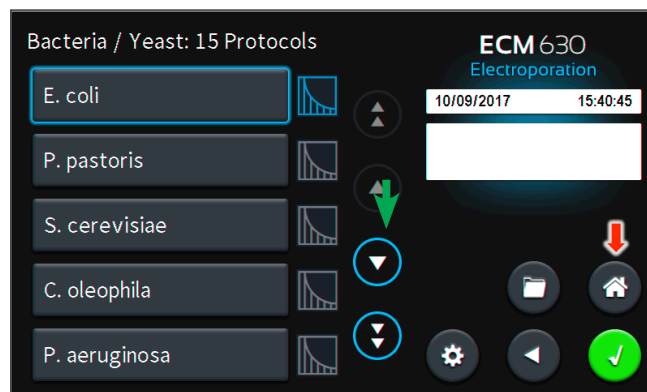 Bacteria / Yeast: 15 Protocols
E. coli
P. pastoris
S. cerevisiae
C. oleophila
P. aeruginosa
ECM 630
Electroporation
10/09/2017 15:40:45